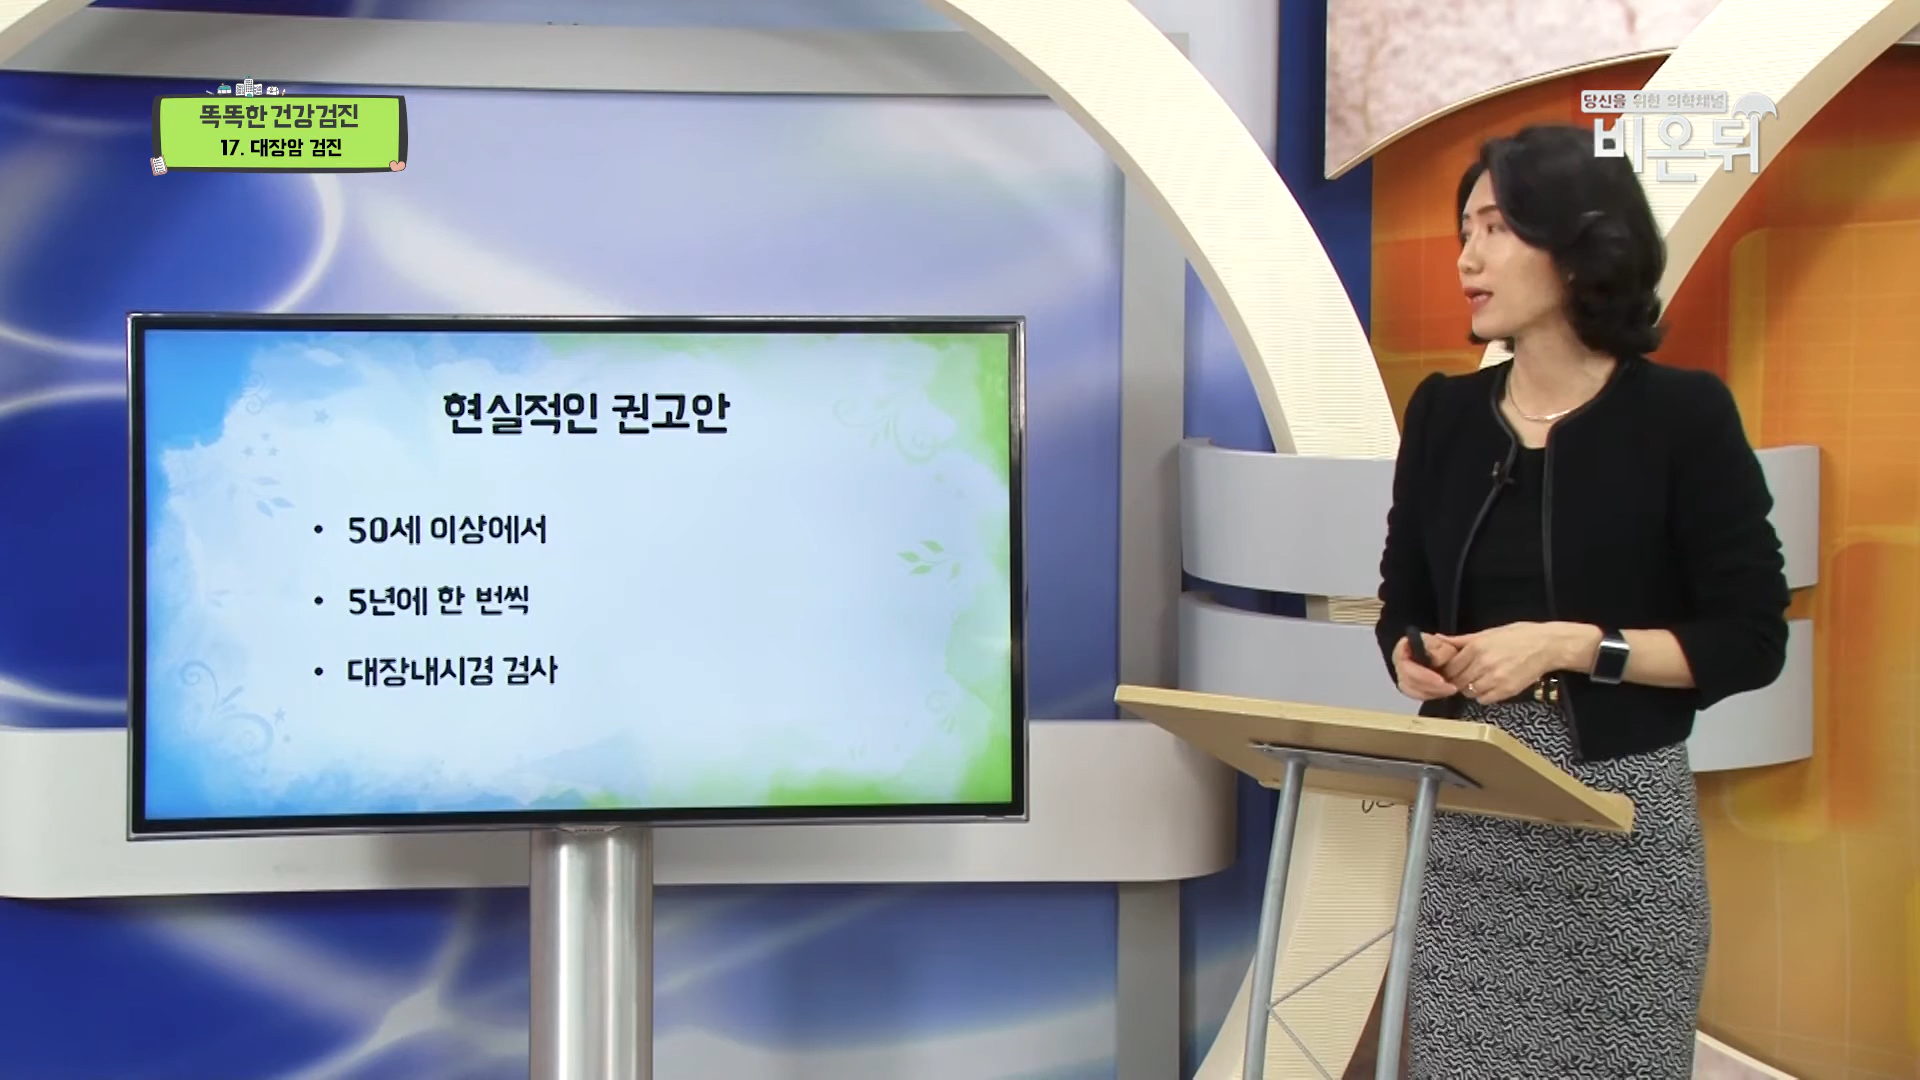 똑똑한 건강검진
17. 대장암 검진
당신을 위한 의학채널
비온뒤
현실적인 권고안
• 50세 이상에서
• 5년에 한 번씩
• 대장내시경 검사